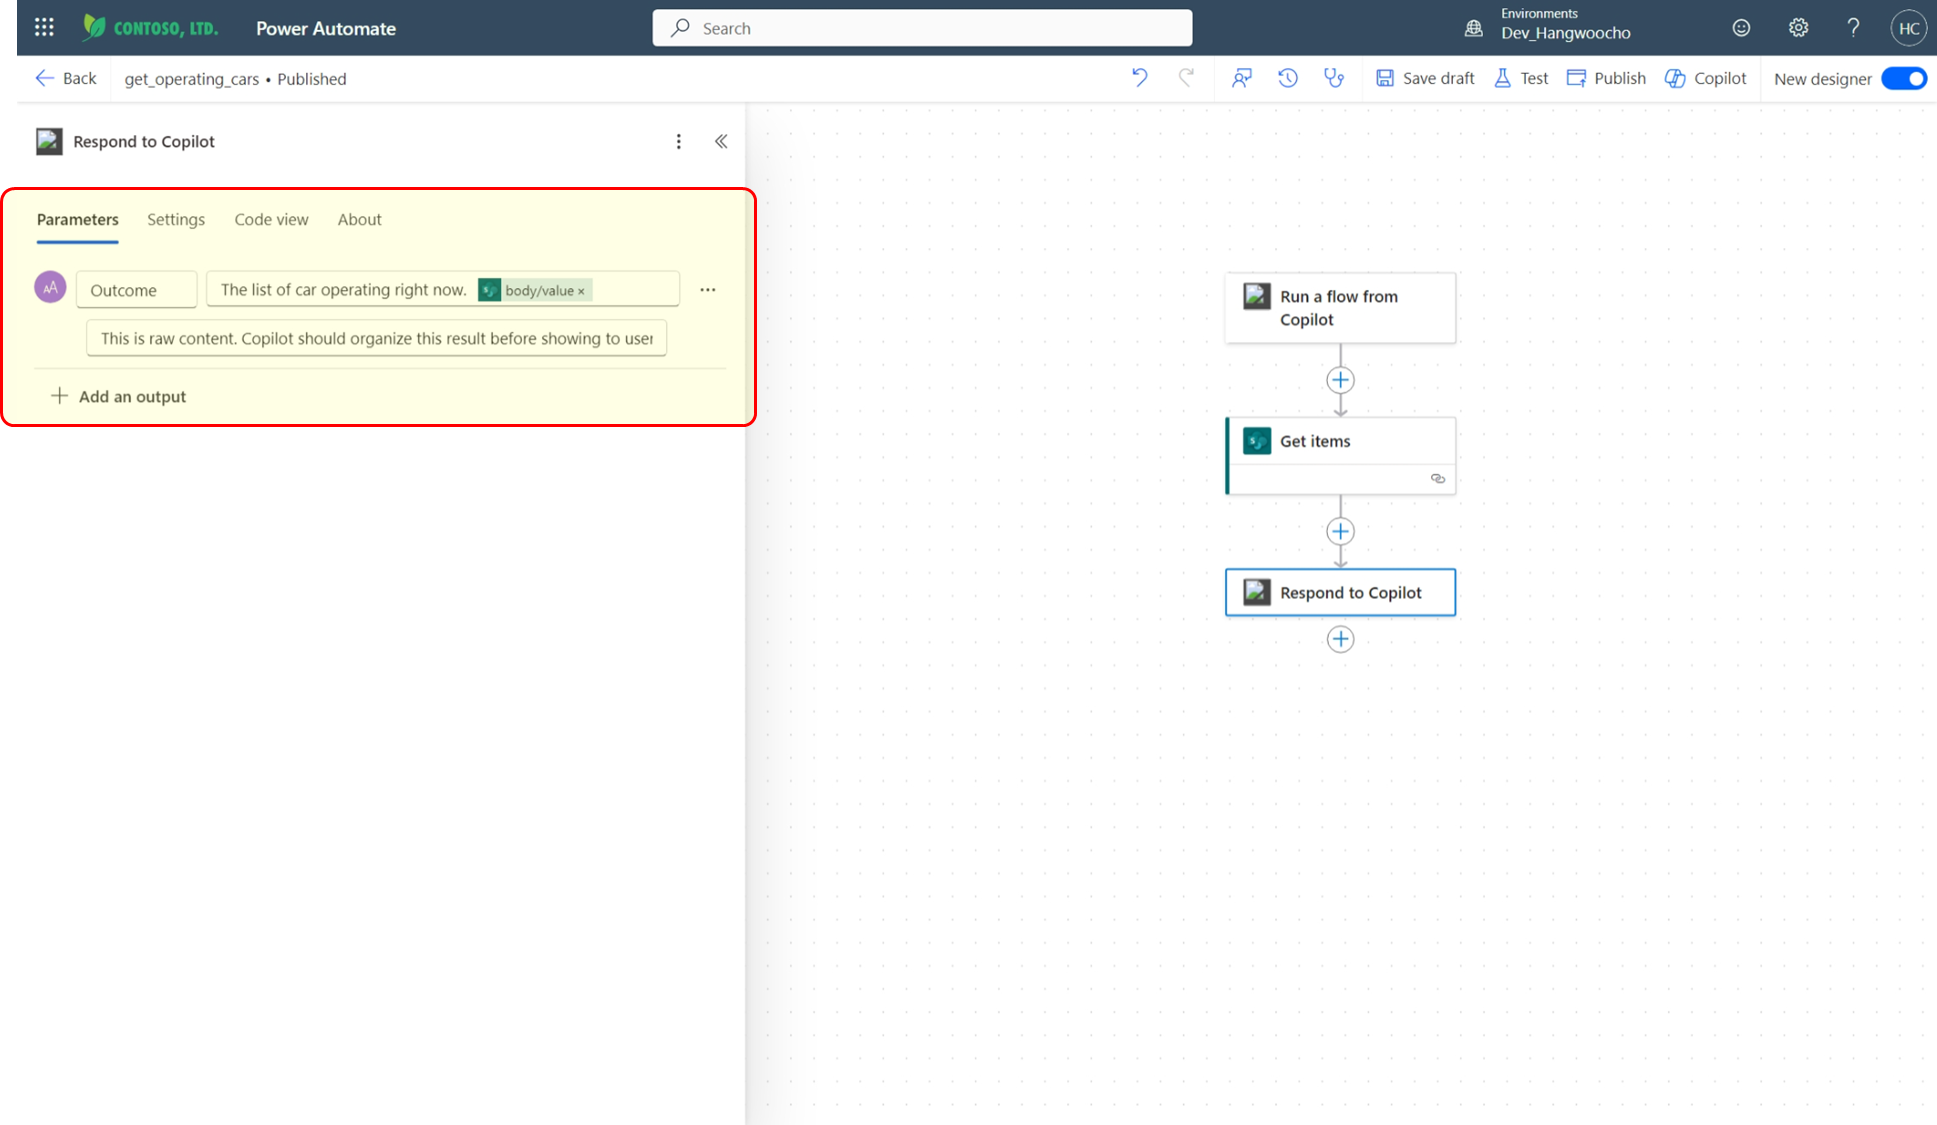 CONTOSO, LTD.
Power Automate
Search
Environments
Dev_Hangwoocho
HC
Back
get_operating_cars • Published
Save draft
Test
Publish
Copilot
New designer
Respond to Copilot
Parameters
Settings
Code view
About
AA
Outcome
The list of car operating right now. body/value ×
This is raw content. Copilot should organize this result before showing to user
+ Add an output
Run a flow from
Copilot
Get items
Respond to Copilot